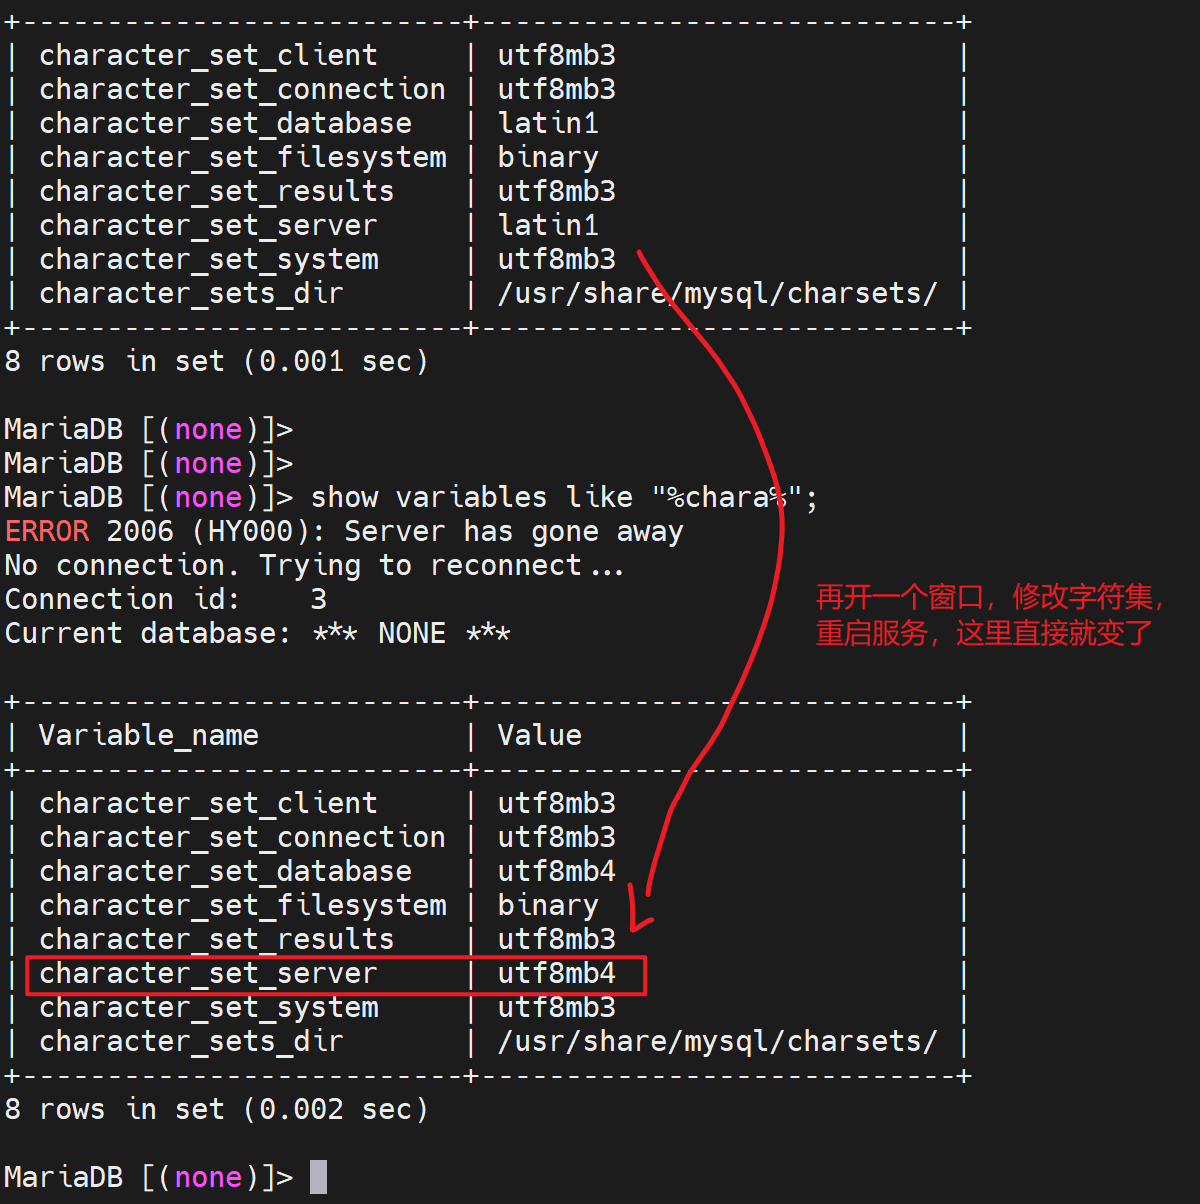 +--------------------------+----------------------------+
| character_set_client     | utf8mb3                    |
| character_set_connection | utf8mb3                    |
| character_set_database   | latin1                     |
| character_set_filesystem | binary                     |
| character_set_results    | utf8mb3                    |
| character_set_server     | latin1                     |
| character_set_system     | utf8mb3                    |
| character_sets_dir       | /usr/share/mysql/charsets/ |
+--------------------------+----------------------------+
8 rows in set (0.001 sec)
MariaDB [(none)]>
MariaDB [(none)]>
MariaDB [(none)]> show variables like "%chara%";
ERROR 2006 (HY000): Server has gone away
No connection. Trying to reconnect...
Connection id:    3
Current database: *** NONE ***
再开一个窗口，修改字符集，
重启服务，这里直接就变了
+--------------------------+----------------------------+
| Variable_name            | Value                      |
+--------------------------+----------------------------+
| character_set_client     | utf8mb3                    |
| character_set_connection | utf8mb3                    |
| character_set_database   | utf8mb4                    |
| character_set_filesystem | binary                     |
| character_set_results    | utf8mb3                    |
| character_set_server     | utf8mb4                    |
| character_set_system     | utf8mb3                    |
| character_sets_dir       | /usr/share/mysql/charsets/ |
+--------------------------+----------------------------+
8 rows in set (0.002 sec)
MariaDB [(none)]>